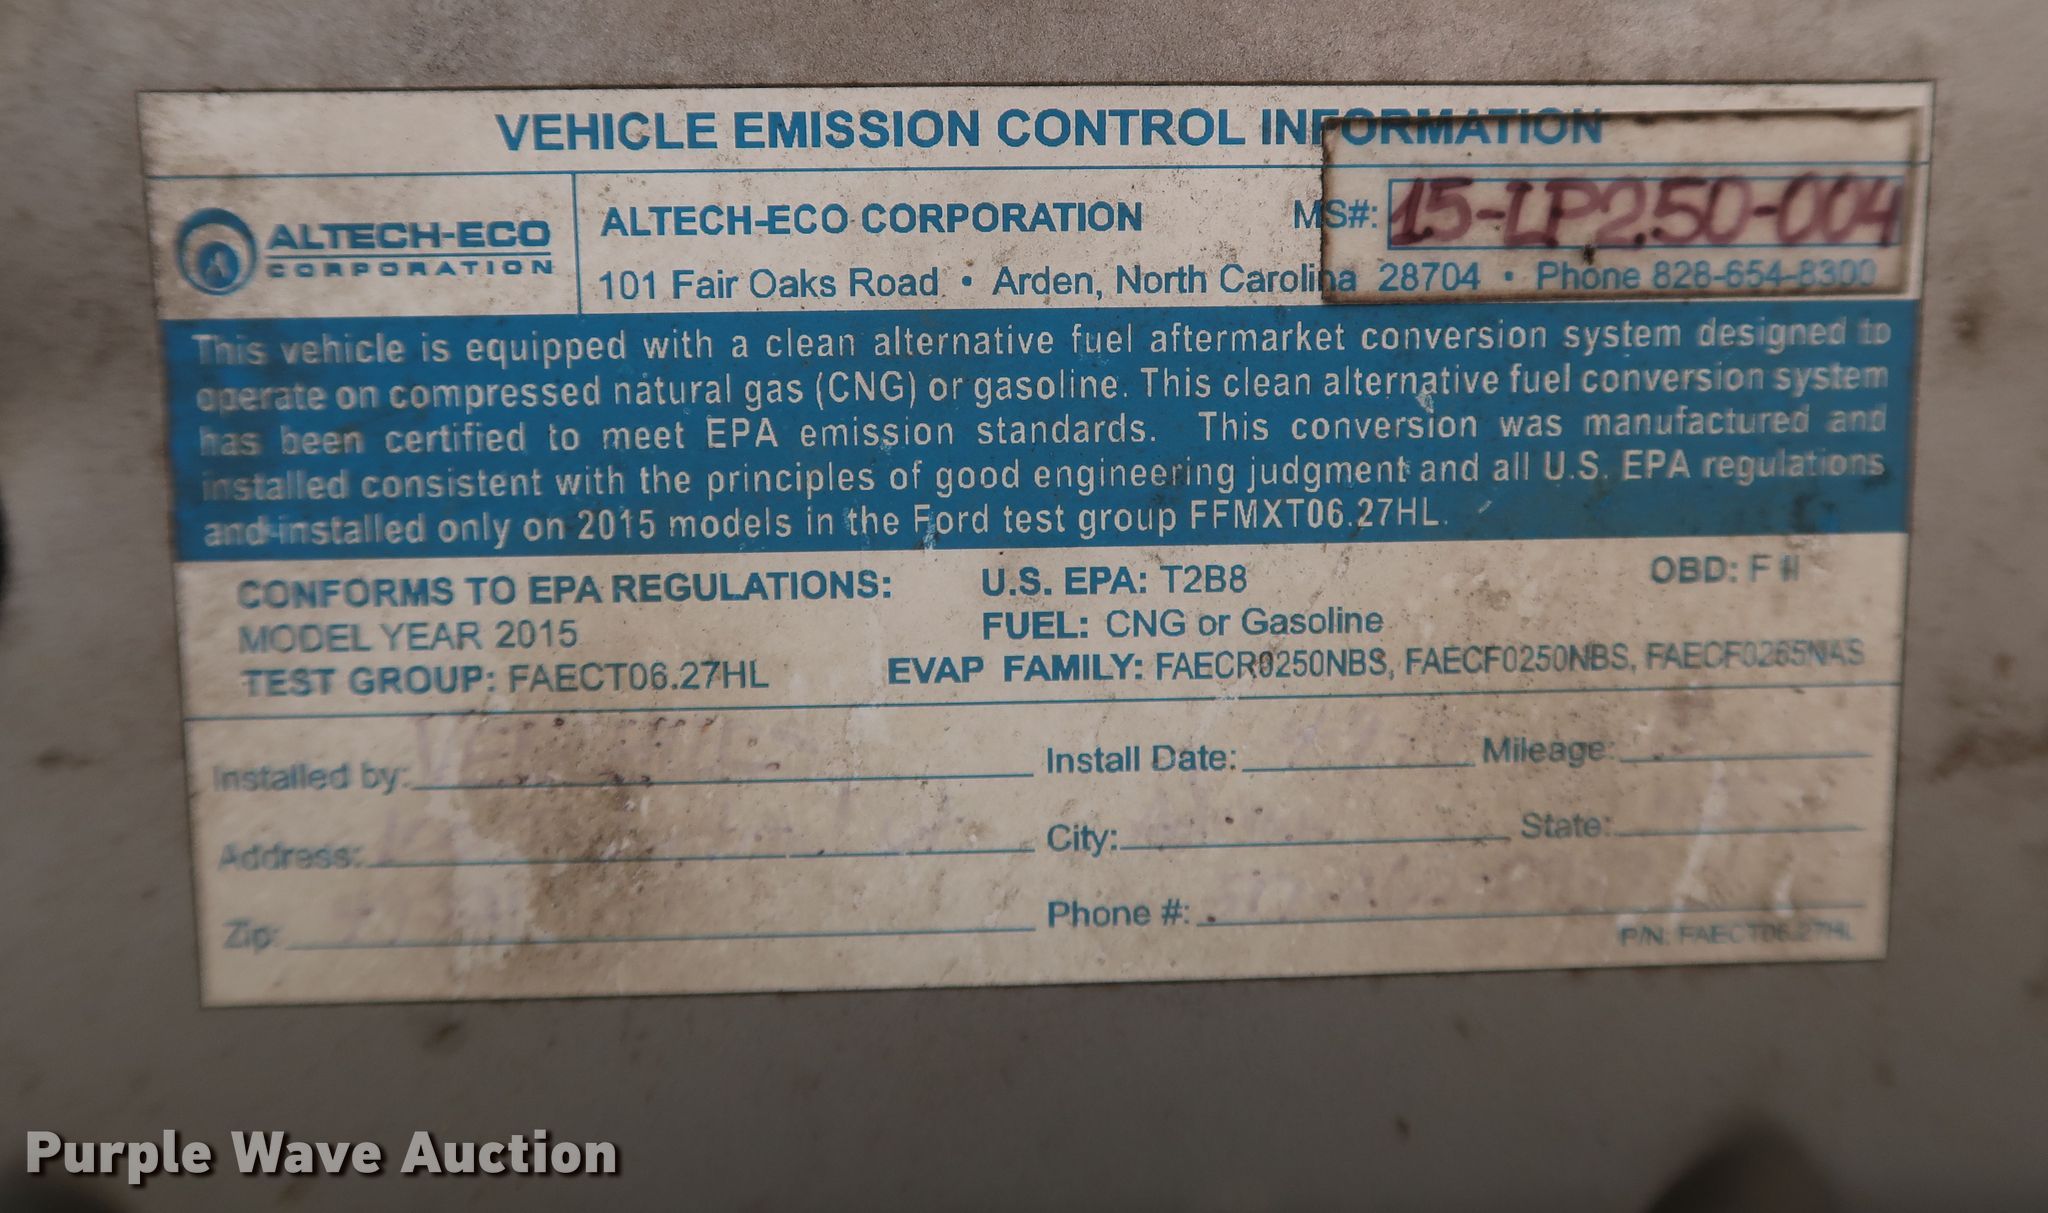 VEHICLE EMISSION CONTROL INFORMATION
ALTECH-ECO
CORPORATION
ALTECH-ECO CORPORATION MS#: 15-LP250-004
101 Fair Oaks Road • Arden, North Carolina 28704 • Phone 828-654-8300
This vehicle is equipped with a clean alternative fuel aftermarket conversion system designed to
operate on compressed natural gas (CNG) or gasoline. This clean alternative fuel conversion system
has been certified to meet EPA emission standards. This conversion was manufactured and
installed consistent with the principles of good engineering judgment and all U.S. EPA regulations
and installed only on 2015 models in the Ford test group FFMXT06.27HL.
CONFORMS TO EPA REGULATIONS: U.S. EPA: T2B8 OBD: F II
MODEL YEAR 2015 FUEL: CNG or Gasoline
TEST GROUP: FAECT06.27HL EVAP FAMILY: FAECR0250NBS, FAECF0250NBS, FAECF0265NAS
Installed by: Install Date: Mileage:
Address: City: State:
Zip: Phone #:
P/N: FAECT06.27HL
Purple Wave Auction